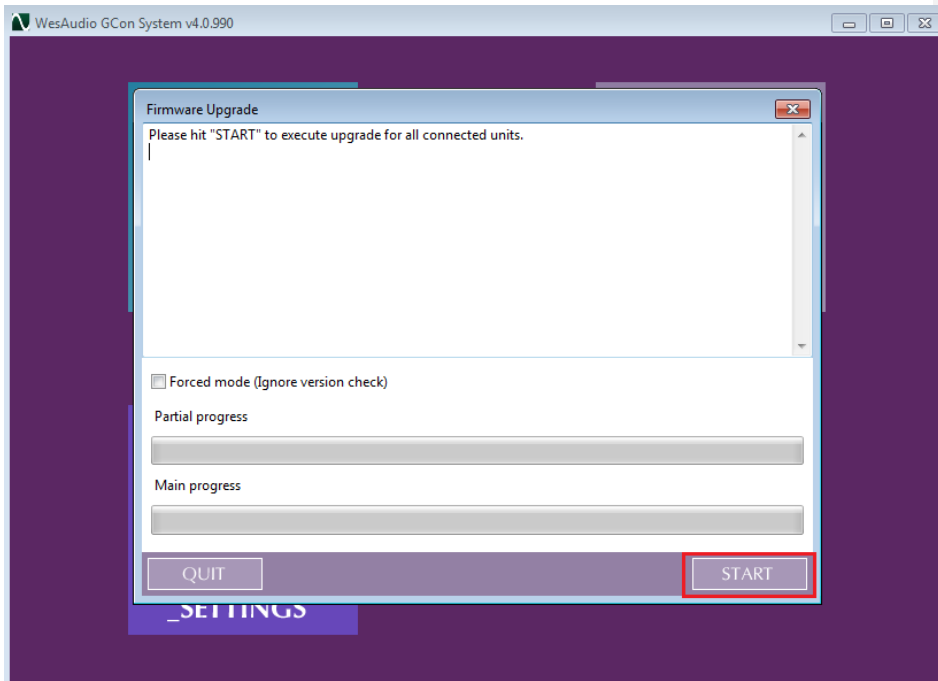 WesAudio GCon System v4.0.990
Firmware Upgrade
Please hit "START" to execute upgrade for all connected units.
Forced mode (Ignore version check)
Partial progress
Main progress
QUIT
START
_SETTINGS